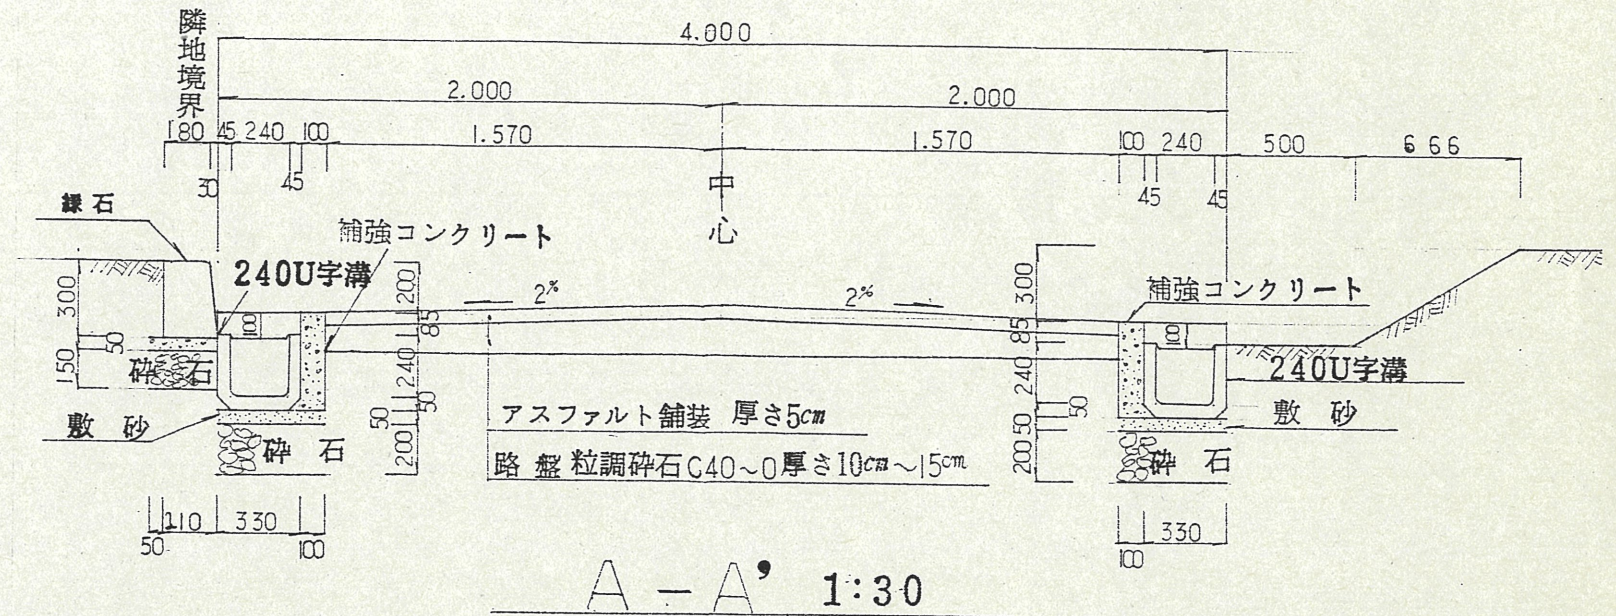 隣地境界
4.000
2.000
2.000
180 45 240 100
1.570
1.570
100 240
500
666
30
45
45
45
中心
縁石
補強コンクリート
240U字溝
200
300
2%
2%
300
補強コンクリート
100
85
85
100
50
150
砕石
240
240
240U字溝
50
50
敷砂
50
アスファルト舗装 厚さ5cm
50
敷砂
200
砕石
路盤 粒調砕石 C40~0 厚さ10cm~15cm
200
砕石
110 330
330
50
100
100
A-A' 1:30